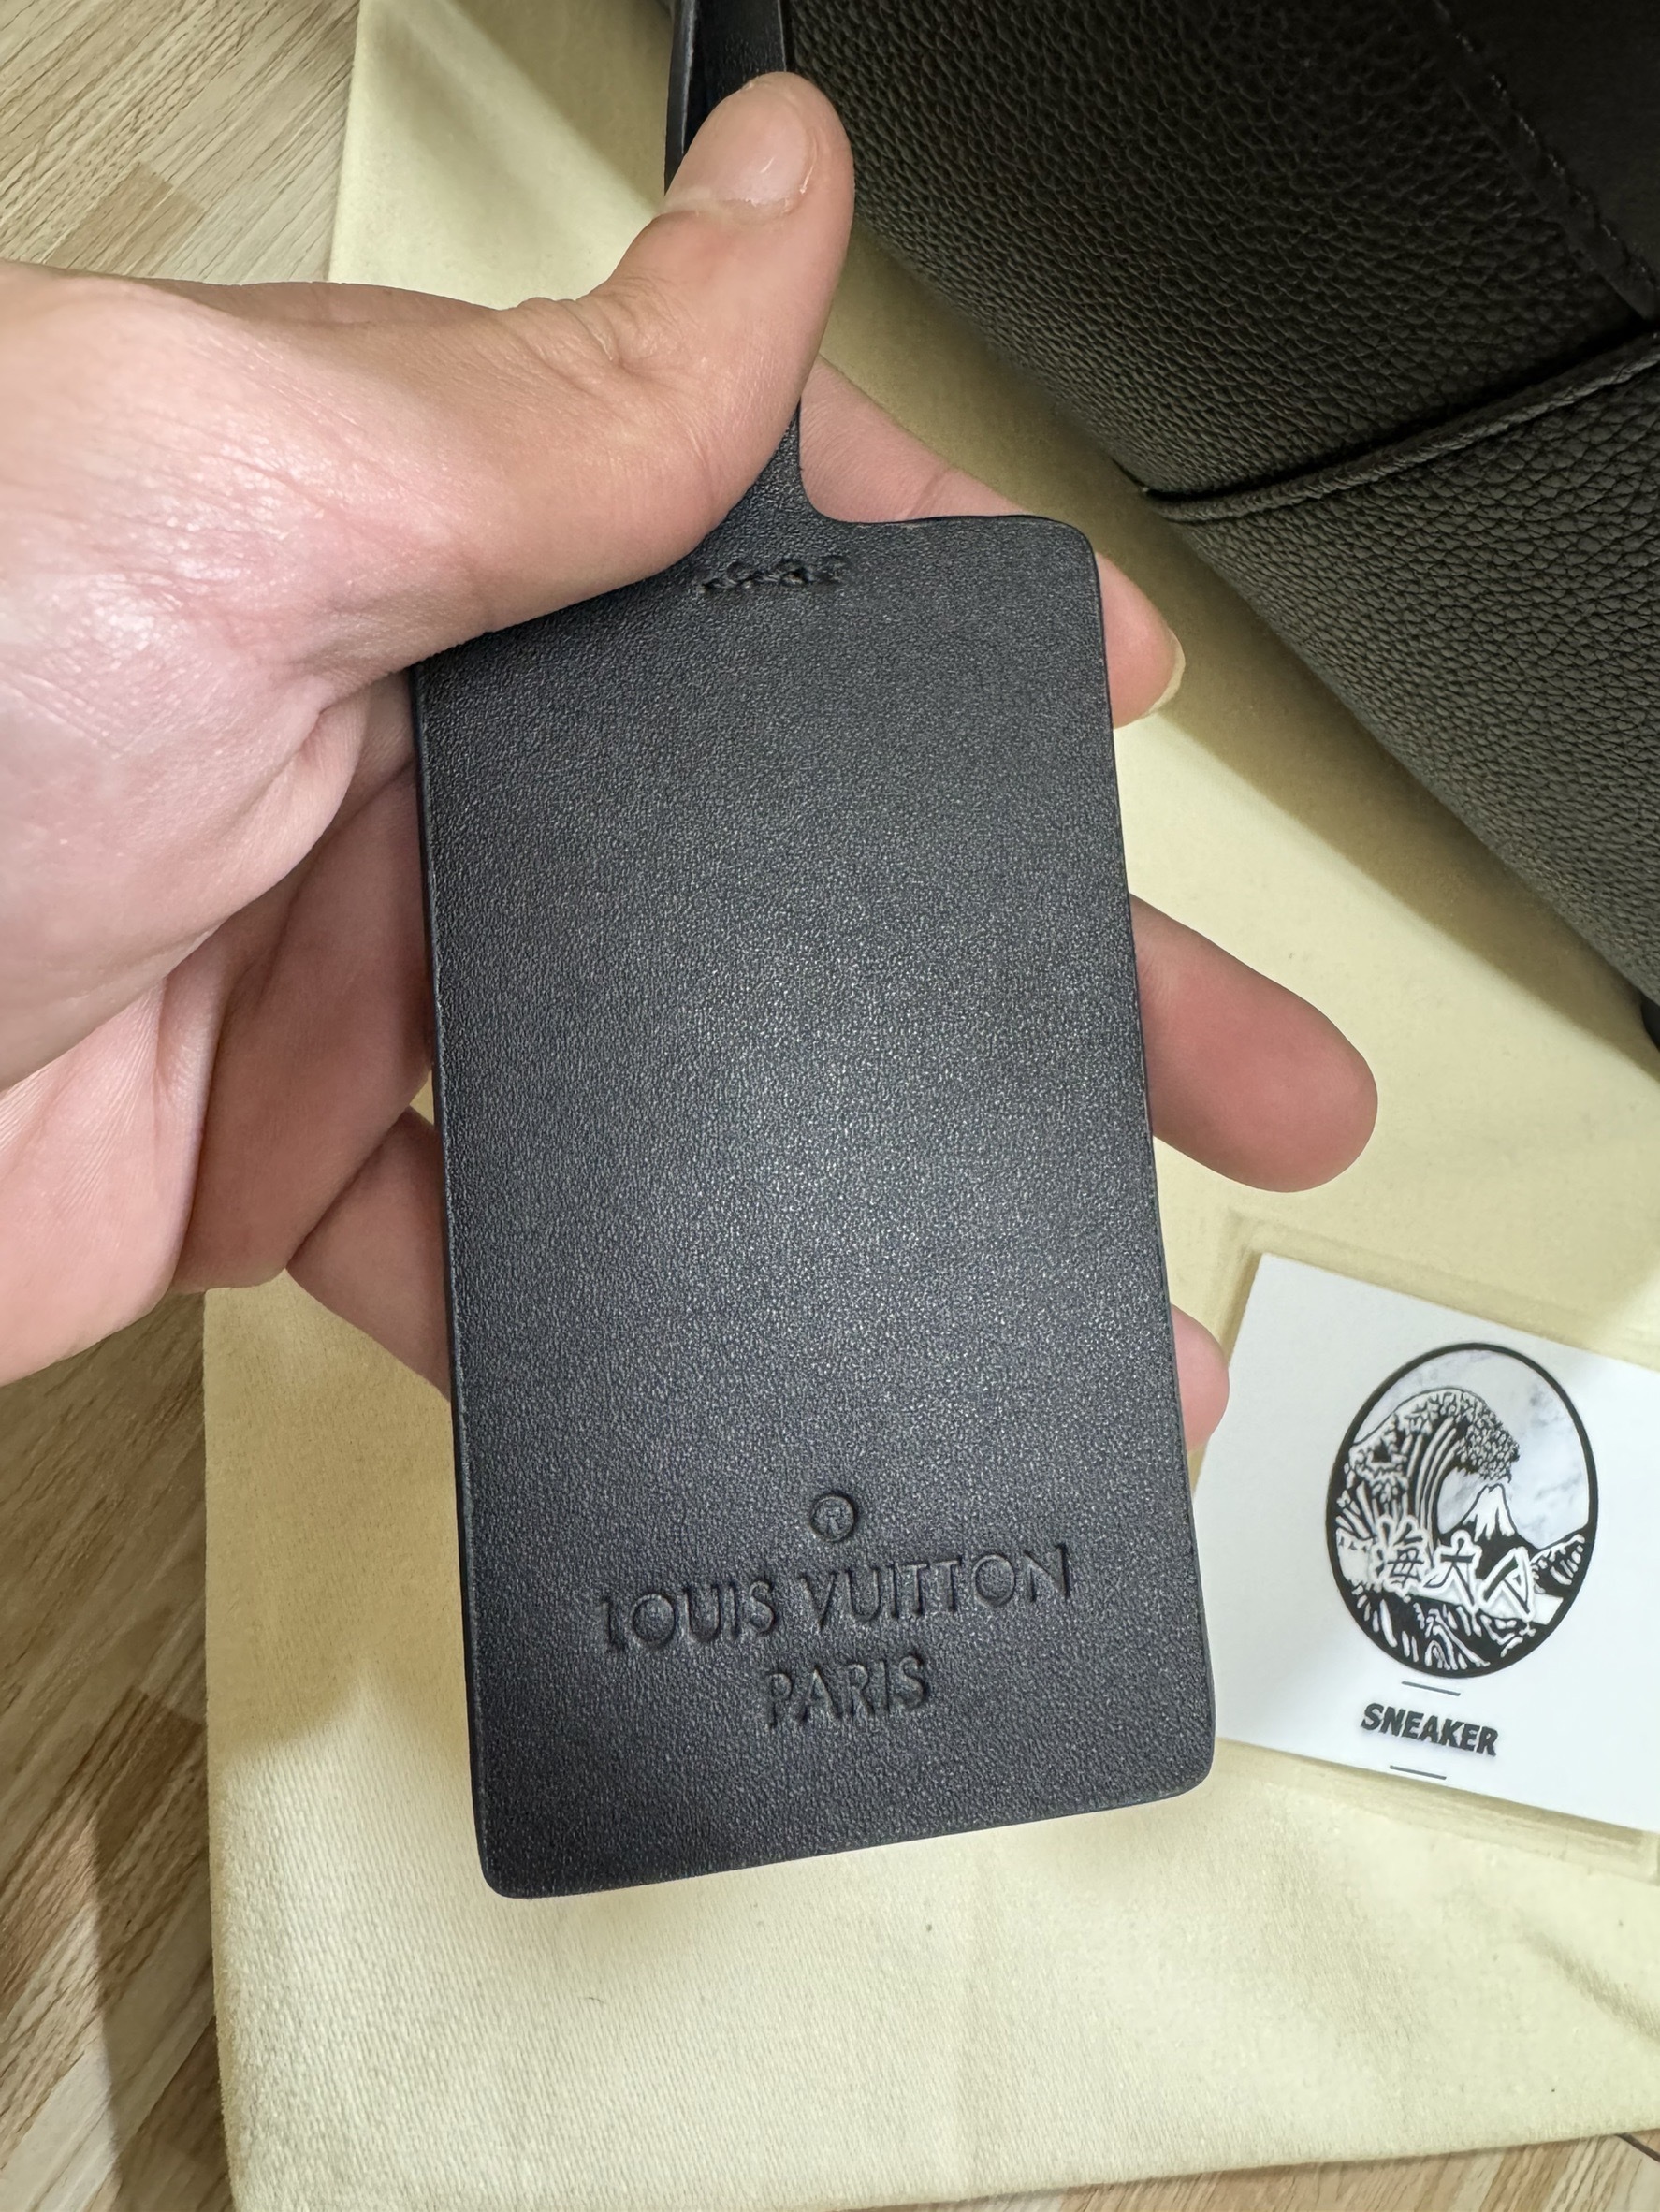 ®
LOUIS VUITTON
PARIS
海大人
SNEAKER